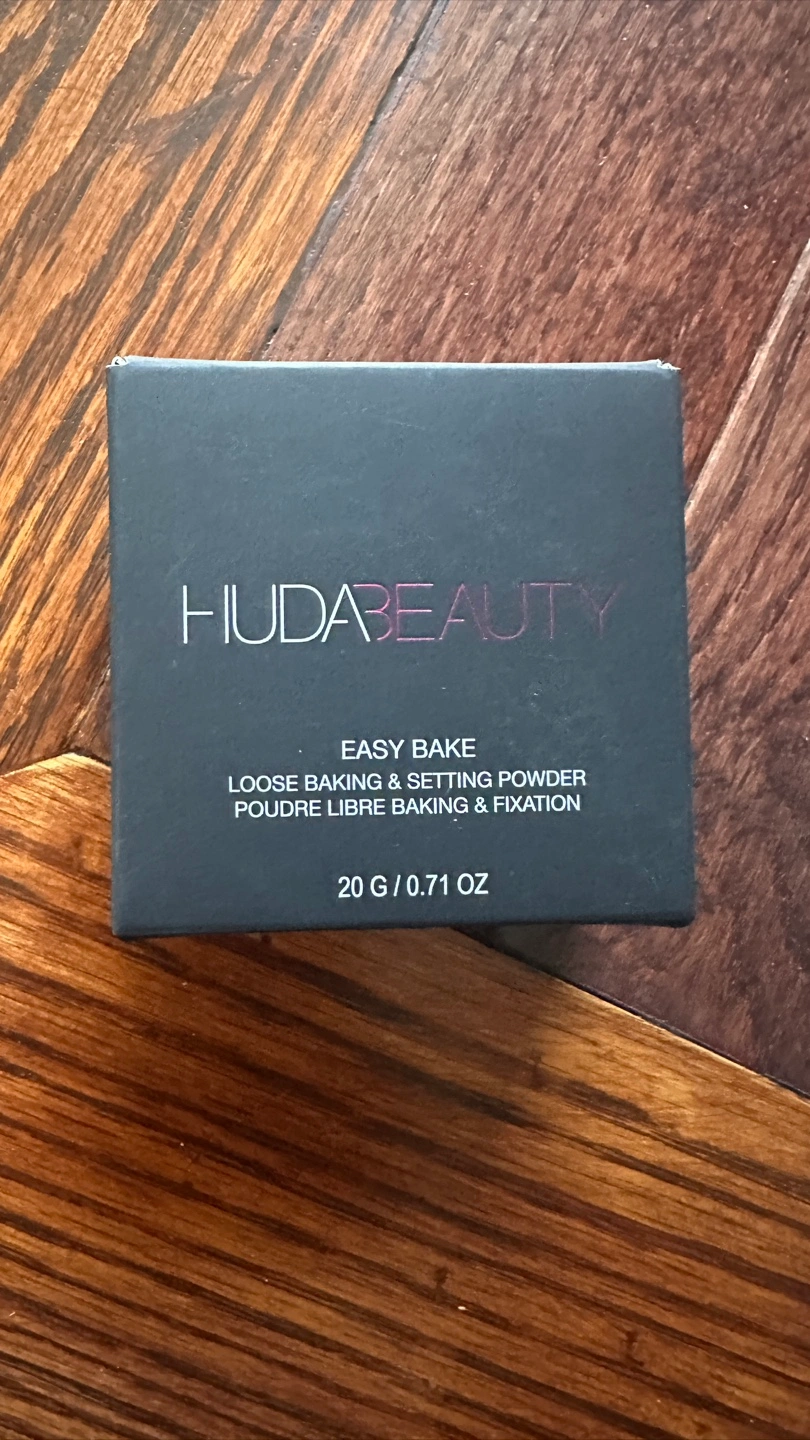 HUDABEAUTY
EASY BAKE
LOOSE BAKING & SETTING POWDER
POUDRE LIBRE BAKING & FIXATION
20 G / 0.71 OZ